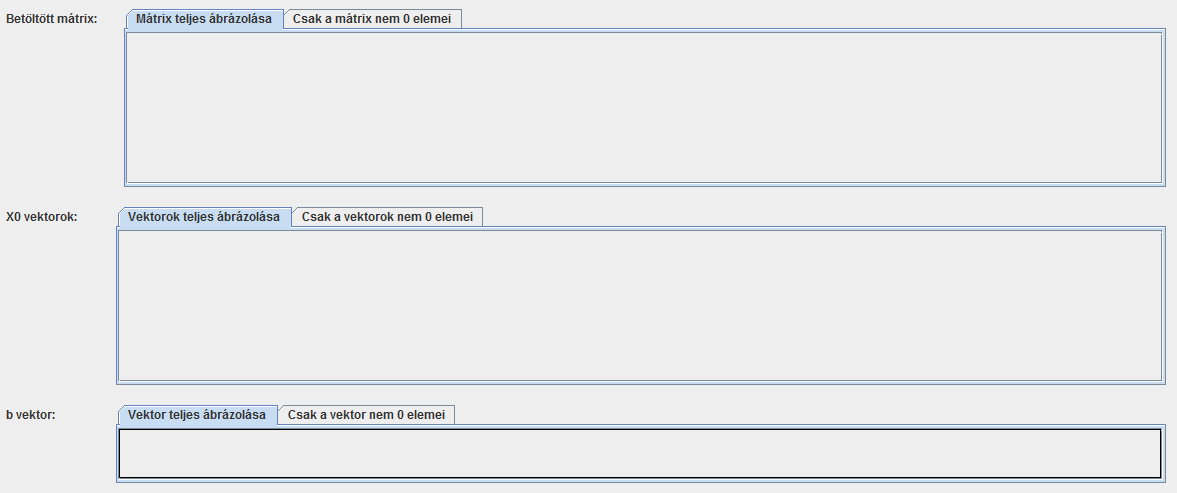 Betöltött mátrix: Mátrix teljes ábrázolása Csak a mátrix nem 0 elemei
X0 vektorok: Vektorok teljes ábrázolása Csak a vektorok nem 0 elemei
b vektor: Vektor teljes ábrázolása Csak a vektor nem 0 elemei